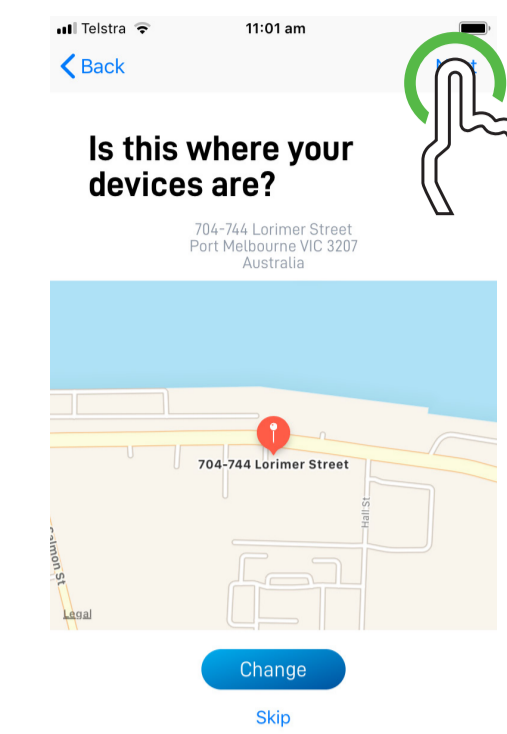 Telstra 11:01 am
Back
Is this where your
devices are?
704-744 Lorimer Street
Port Melbourne VIC 3207
Australia
704-744 Lorimer Street
Hall St
Legal
Change
Skip